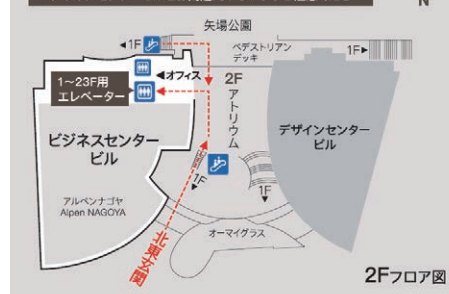 N
矢場公園
◀1F
ペデストリアン
デッキ
1F▶
1〜23F用
エレベーター
◀オフィス
2F
アトリウム
ビジネスセンター
ビル
デザインセンター
ビル
1F
▼
1F
▼
アルペンナゴヤ
Alpen NAGOYA
オーマイグラス
北東玄関
2Fフロア図